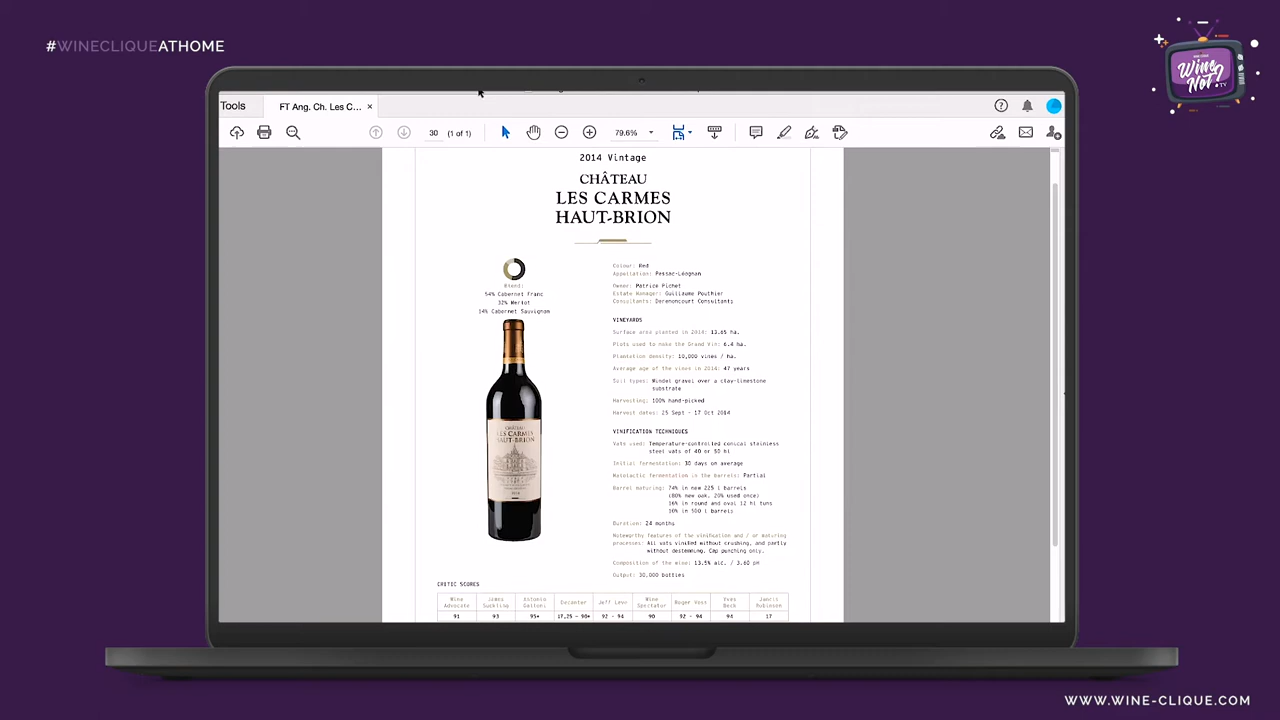 #WINECLIQUEATHOME
WINE CLIQUE
Wine
Not?
.TV
Tools
FT Ang. Ch. Les C... ×
30 (1 of 1)
79.6%
2014 Vintage
CHÂTEAU
LES CARMES
HAUT-BRION
Blend:
54% Cabernet Franc
32% Merlot
14% Cabernet Sauvignon
CHÂTEAU
LES CARMES
HAUT-BRION
Colour: Red
Appellation: Pessac-Léognan
Owner: Patrice Pichet
Estate Manager: Guillaume Pouthier
Consultants: Derenoncourt Consultants
VINEYARDS
Surface area planted in 2014: 13.65 ha.
Plots used to make the Grand Vin: 6.4 ha.
Plantation density: 10,000 vines / ha.
Average age of the vines in 2014: 47 years
Soil types: Mindel gravel over a clay-limestone
substrate
Harvesting: 100% hand-picked
Harvest dates: 25 Sept - 17 Oct 2014
VINIFICATION TECHNIQUES
Vats used: Temperature-controlled conical stainless
steel vats of 40 or 50 hl
Initial fermentation: 30 days on average
Malolactic fermentation in the barrels: Partial
Barrel maturing: 74% in new 225 l barrels
(80% new oak, 20% used once)
16% in round and oval (2 h) tuns
10% in 500 l barrels
Duration: 24 months
Noteworthy features of the vinification and / or maturing
processes: All vats vinified without crushing, and partly
without destemming. Cap punching only.
Composition of the wine: 13.5% alc. / 3.60 pH
Output: 30,000 bottles
CRITIC SCORES
Wine Advocate James Suckling Antonio Galloni Decanter Jeff Leve Wine Spectator Roger Voss Yves Beck Jancis Robinson
91 93 95+ 17.25 - 90+ 92 - 94 90 92 - 94 94 17
WWW.WINE-CLIQUE.COM